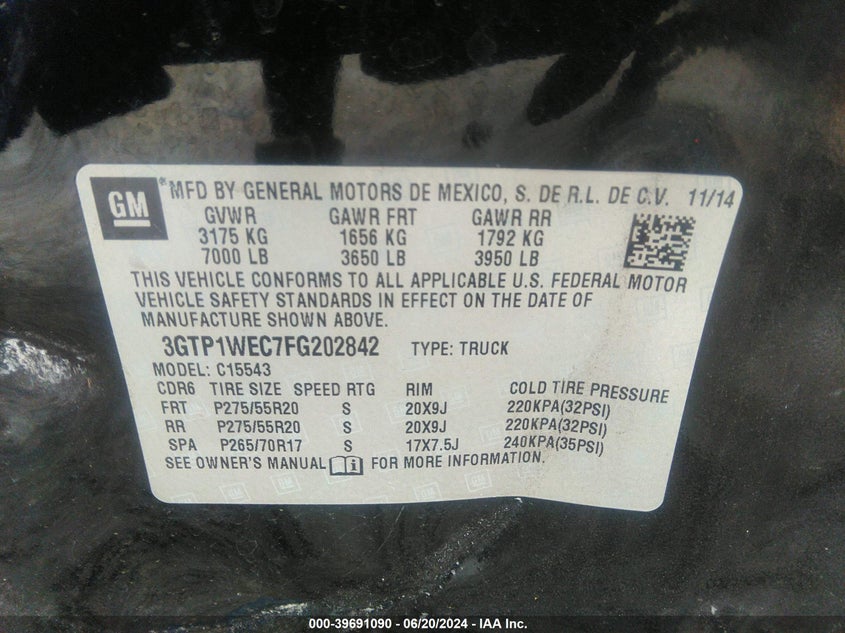 GM *MFD BY GENERAL MOTORS DE MEXICO, S. DE R.L. DE C.V. 11/14
GVWR GAWR FRT GAWR RR
3175 KG 1656 KG 1792 KG
7000 LB 3650 LB 3950 LB
THIS VEHICLE CONFORMS TO ALL APPLICABLE U.S. FEDERAL MOTOR
VEHICLE SAFETY STANDARDS IN EFFECT ON THE DATE OF
MANUFACTURE SHOWN ABOVE.
3GTP1WEC7FG202842 TYPE: TRUCK
MODEL: C15543
CDR6 TIRE SIZE SPEED RTG RIM COLD TIRE PRESSURE
FRT P275/55R20 S 20X9J 220KPA(32PSI)
RR P275/55R20 S 20X9J 220KPA(32PSI)
SPA P265/70R17 S 17X7.5J 240KPA(35PSI)
SEE OWNER'S MANUAL FOR MORE INFORMATION.
000-39691090 - 06/20/2024 - IAA Inc.